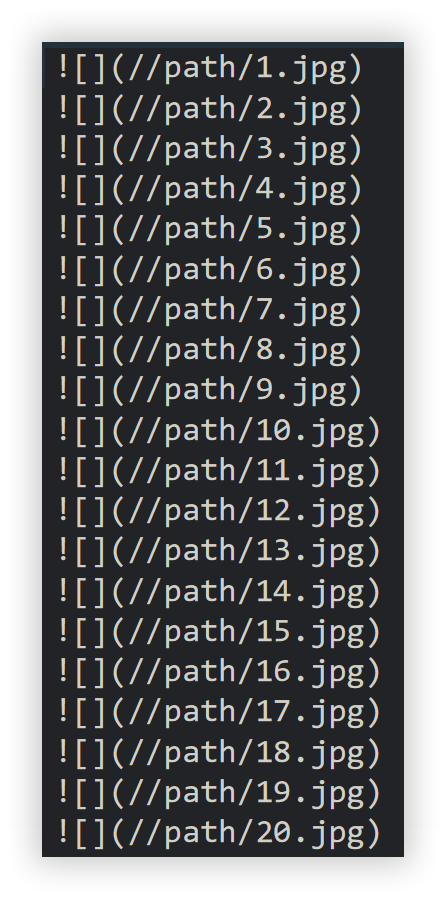 ![](//path/1.jpg)
![](//path/2.jpg)
![](//path/3.jpg)
![](//path/4.jpg)
![](//path/5.jpg)
![](//path/6.jpg)
![](//path/7.jpg)
![](//path/8.jpg)
![](//path/9.jpg)
![](//path/10.jpg)
![](//path/11.jpg)
![](//path/12.jpg)
![](//path/13.jpg)
![](//path/14.jpg)
![](//path/15.jpg)
![](//path/16.jpg)
![](//path/17.jpg)
![](//path/18.jpg)
![](//path/19.jpg)
![](//path/20.jpg)